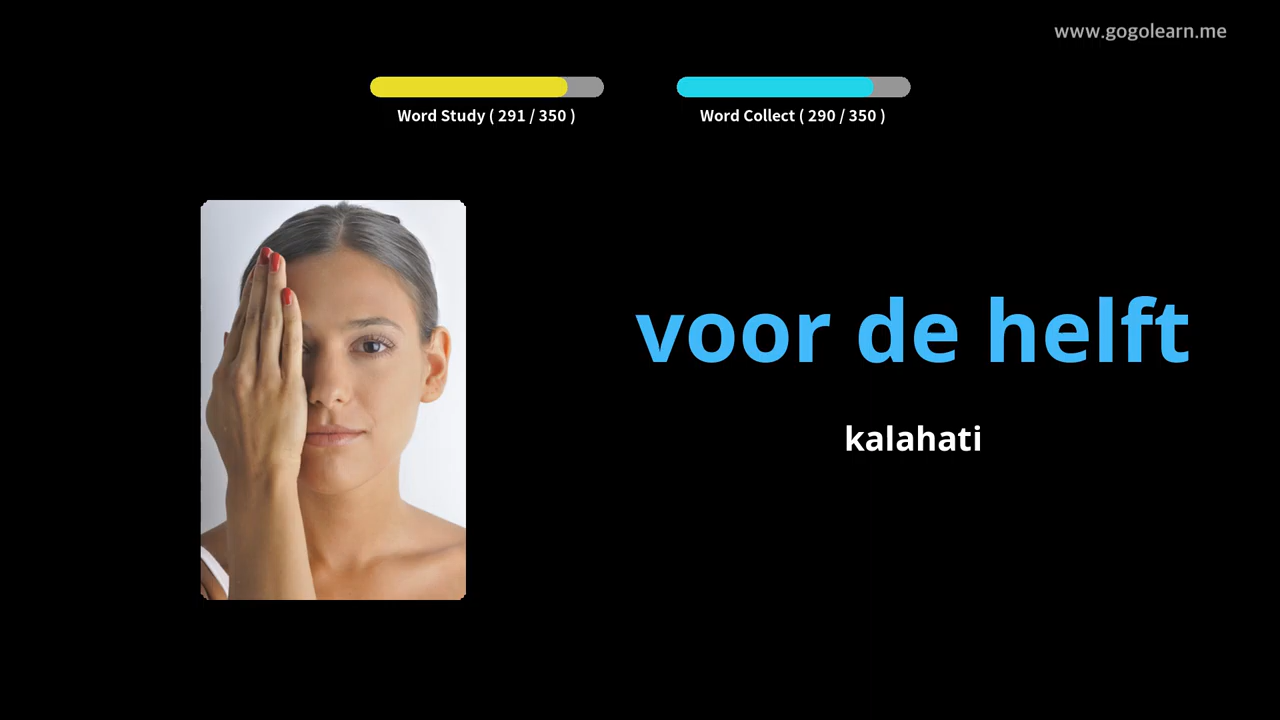 www.gogolearn.me
Word Study ( 291 / 350 )
Word Collect ( 290 / 350 )
voor de helft
kalahati